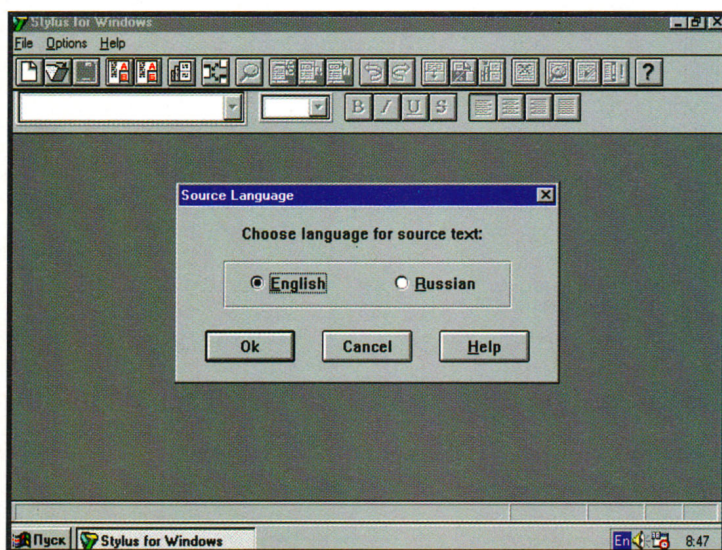 Stylus for Windows
File Options Help
?
B I U S
Source Language
Choose language for source text:
English Russian
Ok Cancel Help
Пуск Stylus for Windows En 8:47